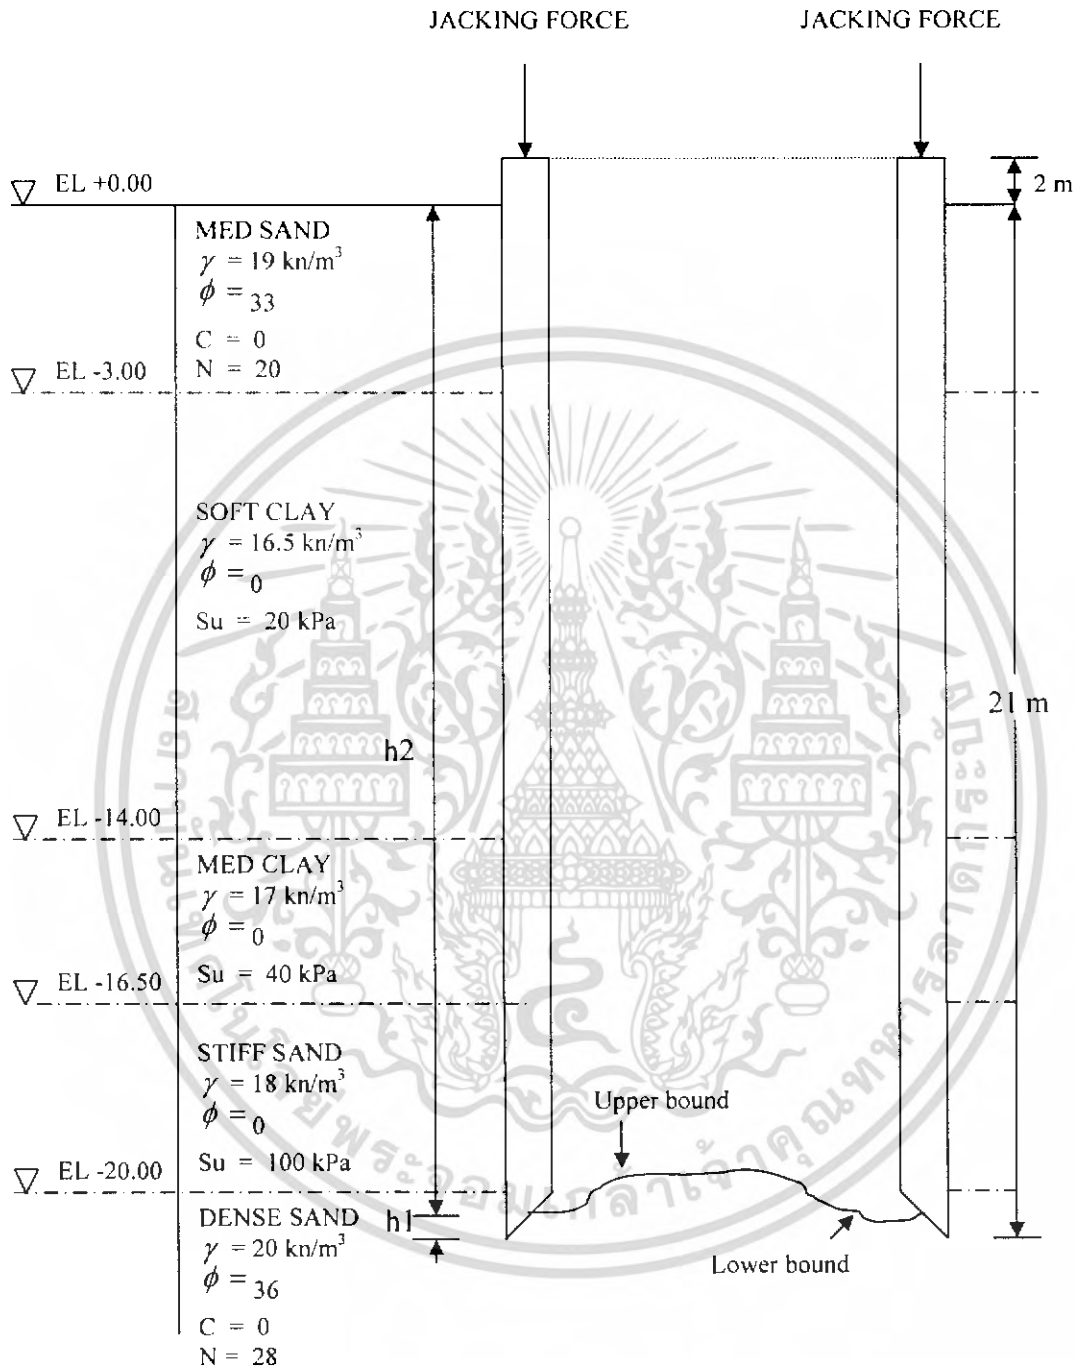 JACKING FORCE JACKING FORCE
EL +0.00
2 m
MED SAND
γ = 19 kn/m³
ϕ = 33
C = 0
N = 20
EL -3.00
SOFT CLAY
γ = 16.5 kn/m³
ϕ = 0
Su = 20 kPa
21 m
h2
EL -14.00
MED CLAY
γ = 17 kn/m³
ϕ = 0
Su = 40 kPa
EL -16.50
STIFF SAND
γ = 18 kn/m³
ϕ = 0
Su = 100 kPa
Upper bound
EL -20.00
DENSE SAND
h1
γ = 20 kn/m³
ϕ = 36
C = 0
N = 28
Lower bound